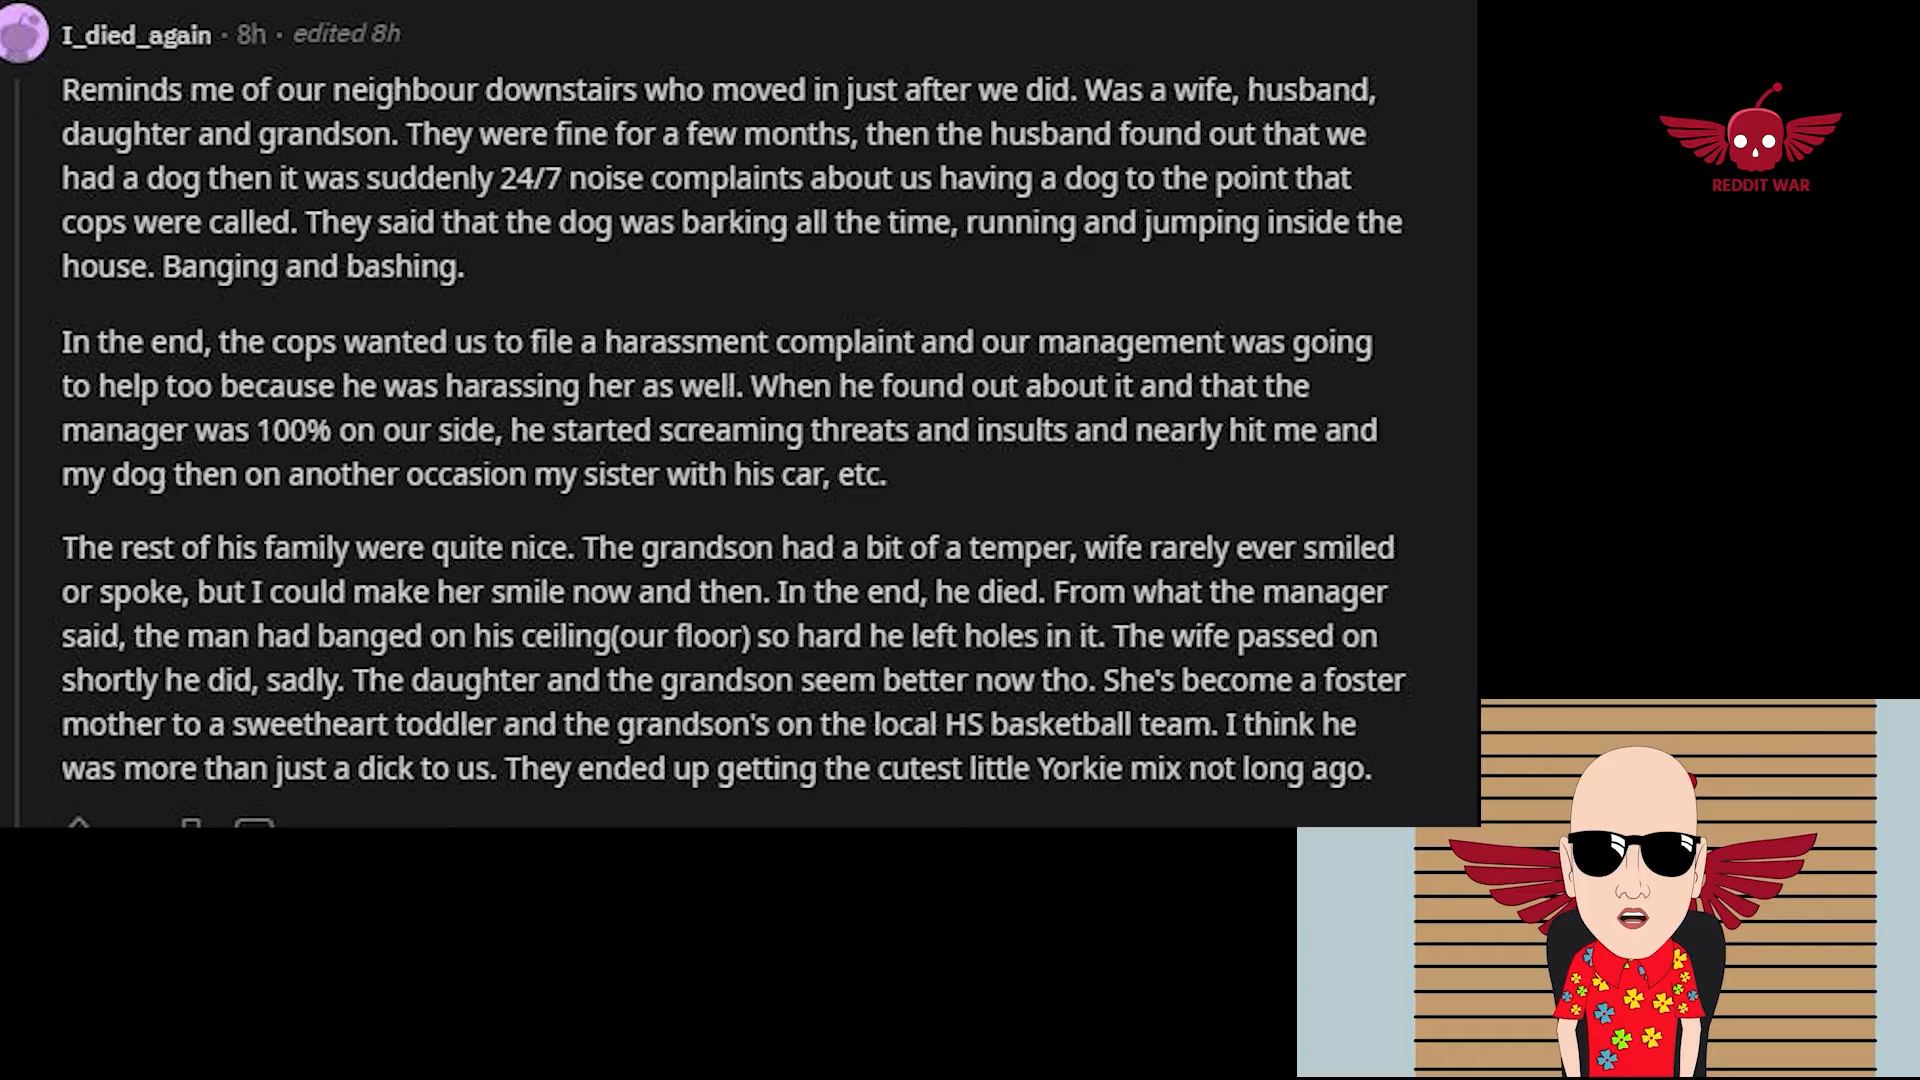 I_died_again · 8h · edited 8h
Reminds me of our neighbour downstairs who moved in just after we did. Was a wife, husband,
daughter and grandson. They were fine for a few months, then the husband found out that we
had a dog then it was suddenly 24/7 noise complaints about us having a dog to the point that
cops were called. They said that the dog was barking all the time, running and jumping inside the
house. Banging and bashing.
In the end, the cops wanted us to file a harassment complaint and our management was going
to help too because he was harassing her as well. When he found out about it and that the
manager was 100% on our side, he started screaming threats and insults and nearly hit me and
my dog then on another occasion my sister with his car, etc.
The rest of his family were quite nice. The grandson had a bit of a temper, wife rarely ever smiled
or spoke, but I could make her smile now and then. In the end, he died. From what the manager
said, the man had banged on his ceiling(our floor) so hard he left holes in it. The wife passed on
shortly he did, sadly. The daughter and the grandson seem better now tho. She's become a foster
mother to a sweetheart toddler and the grandson's on the local HS basketball team. I think he
was more than just a dick to us. They ended up getting the cutest little Yorkie mix not long ago.
REDDIT WAR